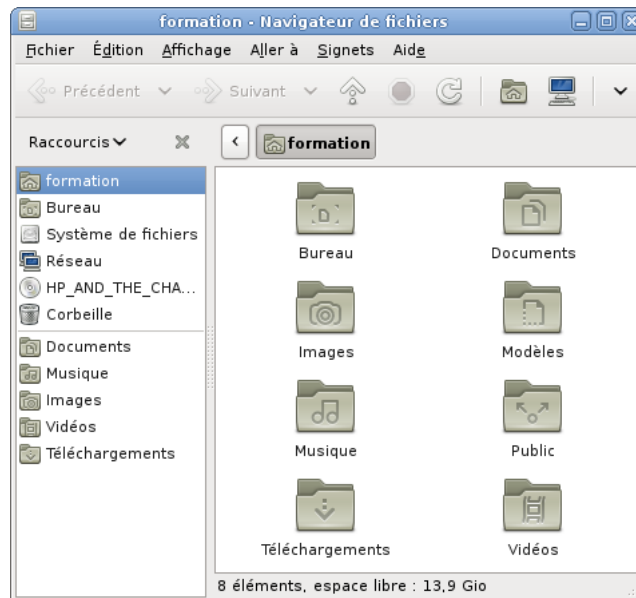 formation - Navigateur de fichiers
Fichier Édition Affichage Aller à Signets Aide
Précédent Suivant
Raccourcis
formation
formation
Bureau
Système de fichiers
Réseau
HP_AND_THE_CHA...
Corbeille
Documents
Musique
Images
Vidéos
Téléchargements
Bureau Documents
Images Modèles
Musique Public
Téléchargements Vidéos
8 éléments, espace libre : 13,9 Gio